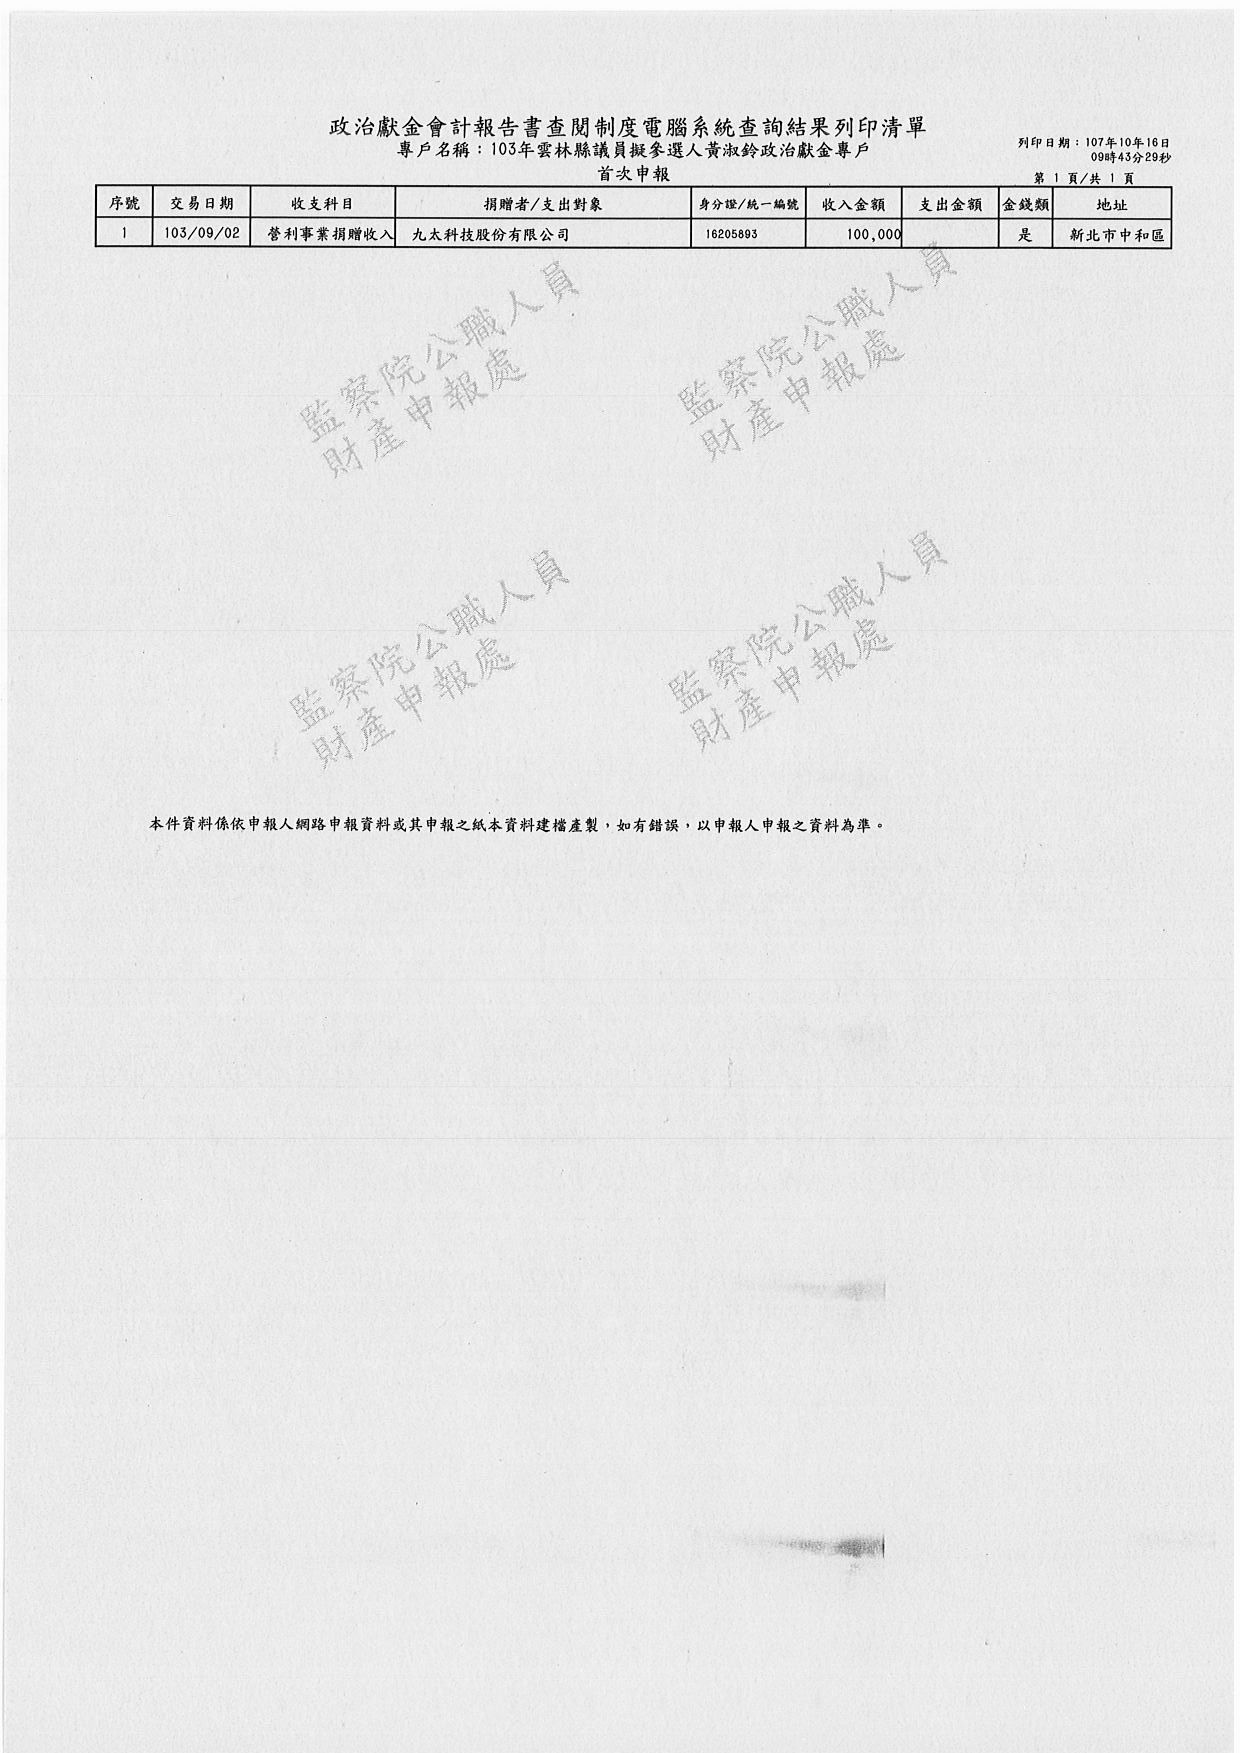 政治獻金會計報告書查閱制度電腦系統查詢結果列印清單
專戶名稱：103年雲林縣議員擬參選人黃淑鈴政治獻金專戶
首次申報
列印日期：107年10月16日
09時43分29秒
第 1 頁/共 1 頁
序號 交易日期 收支科目 捐贈者/支出對象 身分證/統一編號 收入金額 支出金額 金錢類 地址
1 103/09/02 營利事業捐贈收入 九太科技股份有限公司 16205893 100,000 是 新北市中和區
監察院公職人員
財產申報處
監察院公職人員
財產申報處
監察院公職人員
財產申報處
監察院公職人員
財產申報處
本件資料係依申報人網路申報資料或其申報之紙本資料建檔產製，如有錯誤，以申報人申報之資料為準。